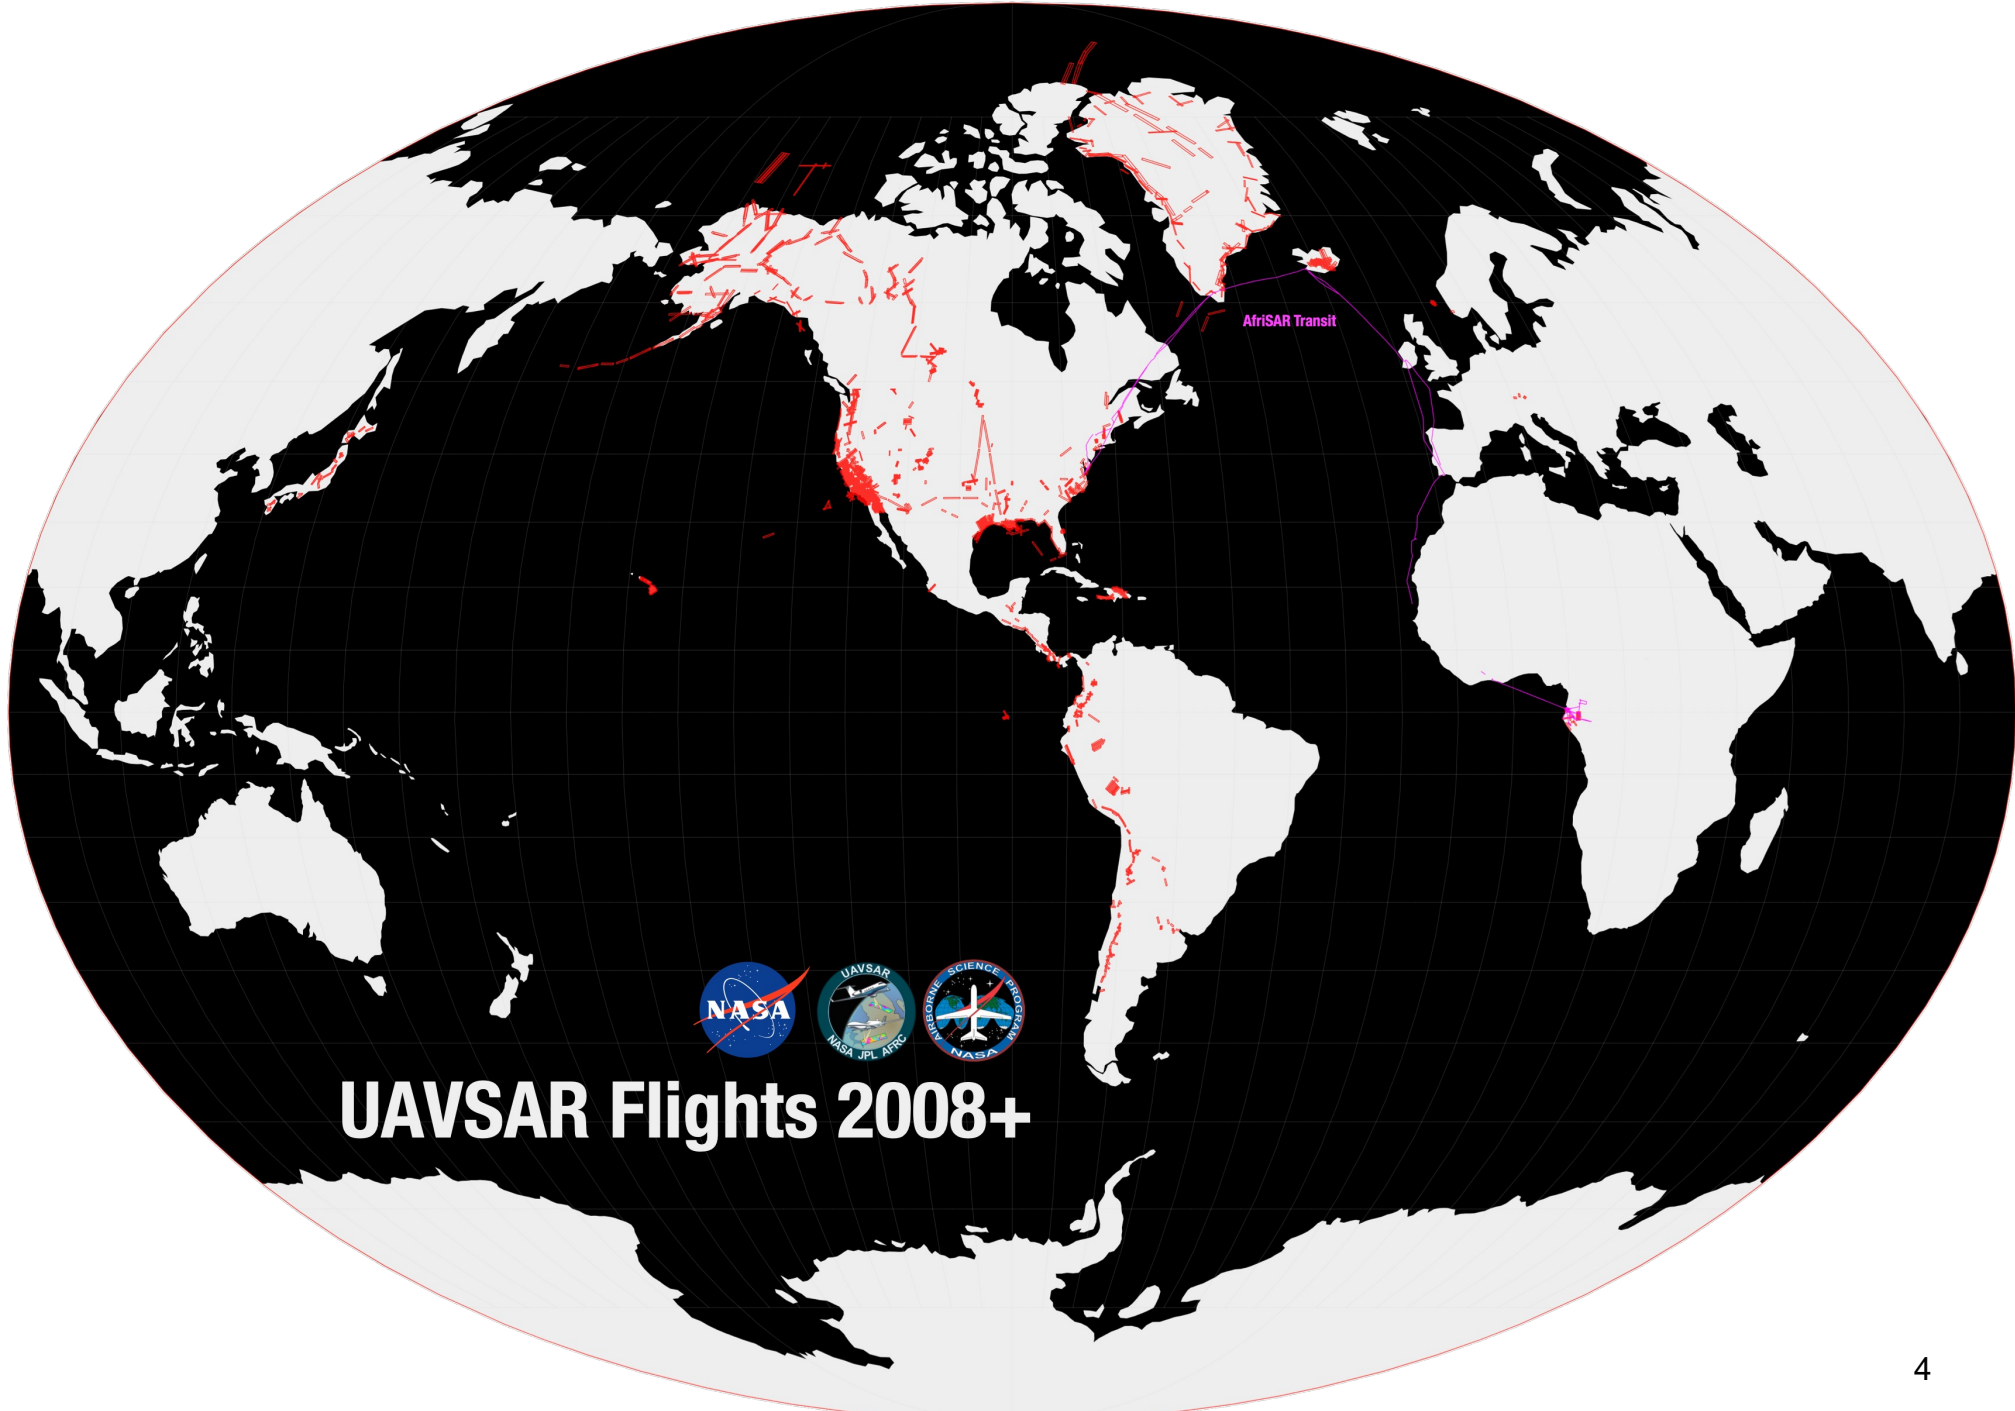 AfriSAR Transit
NASA
UAVSAR
NASA JPL AFRC
AIRBORNE SCIENCE PROGRAM
NASA
UAVSAR Flights 2008+
4